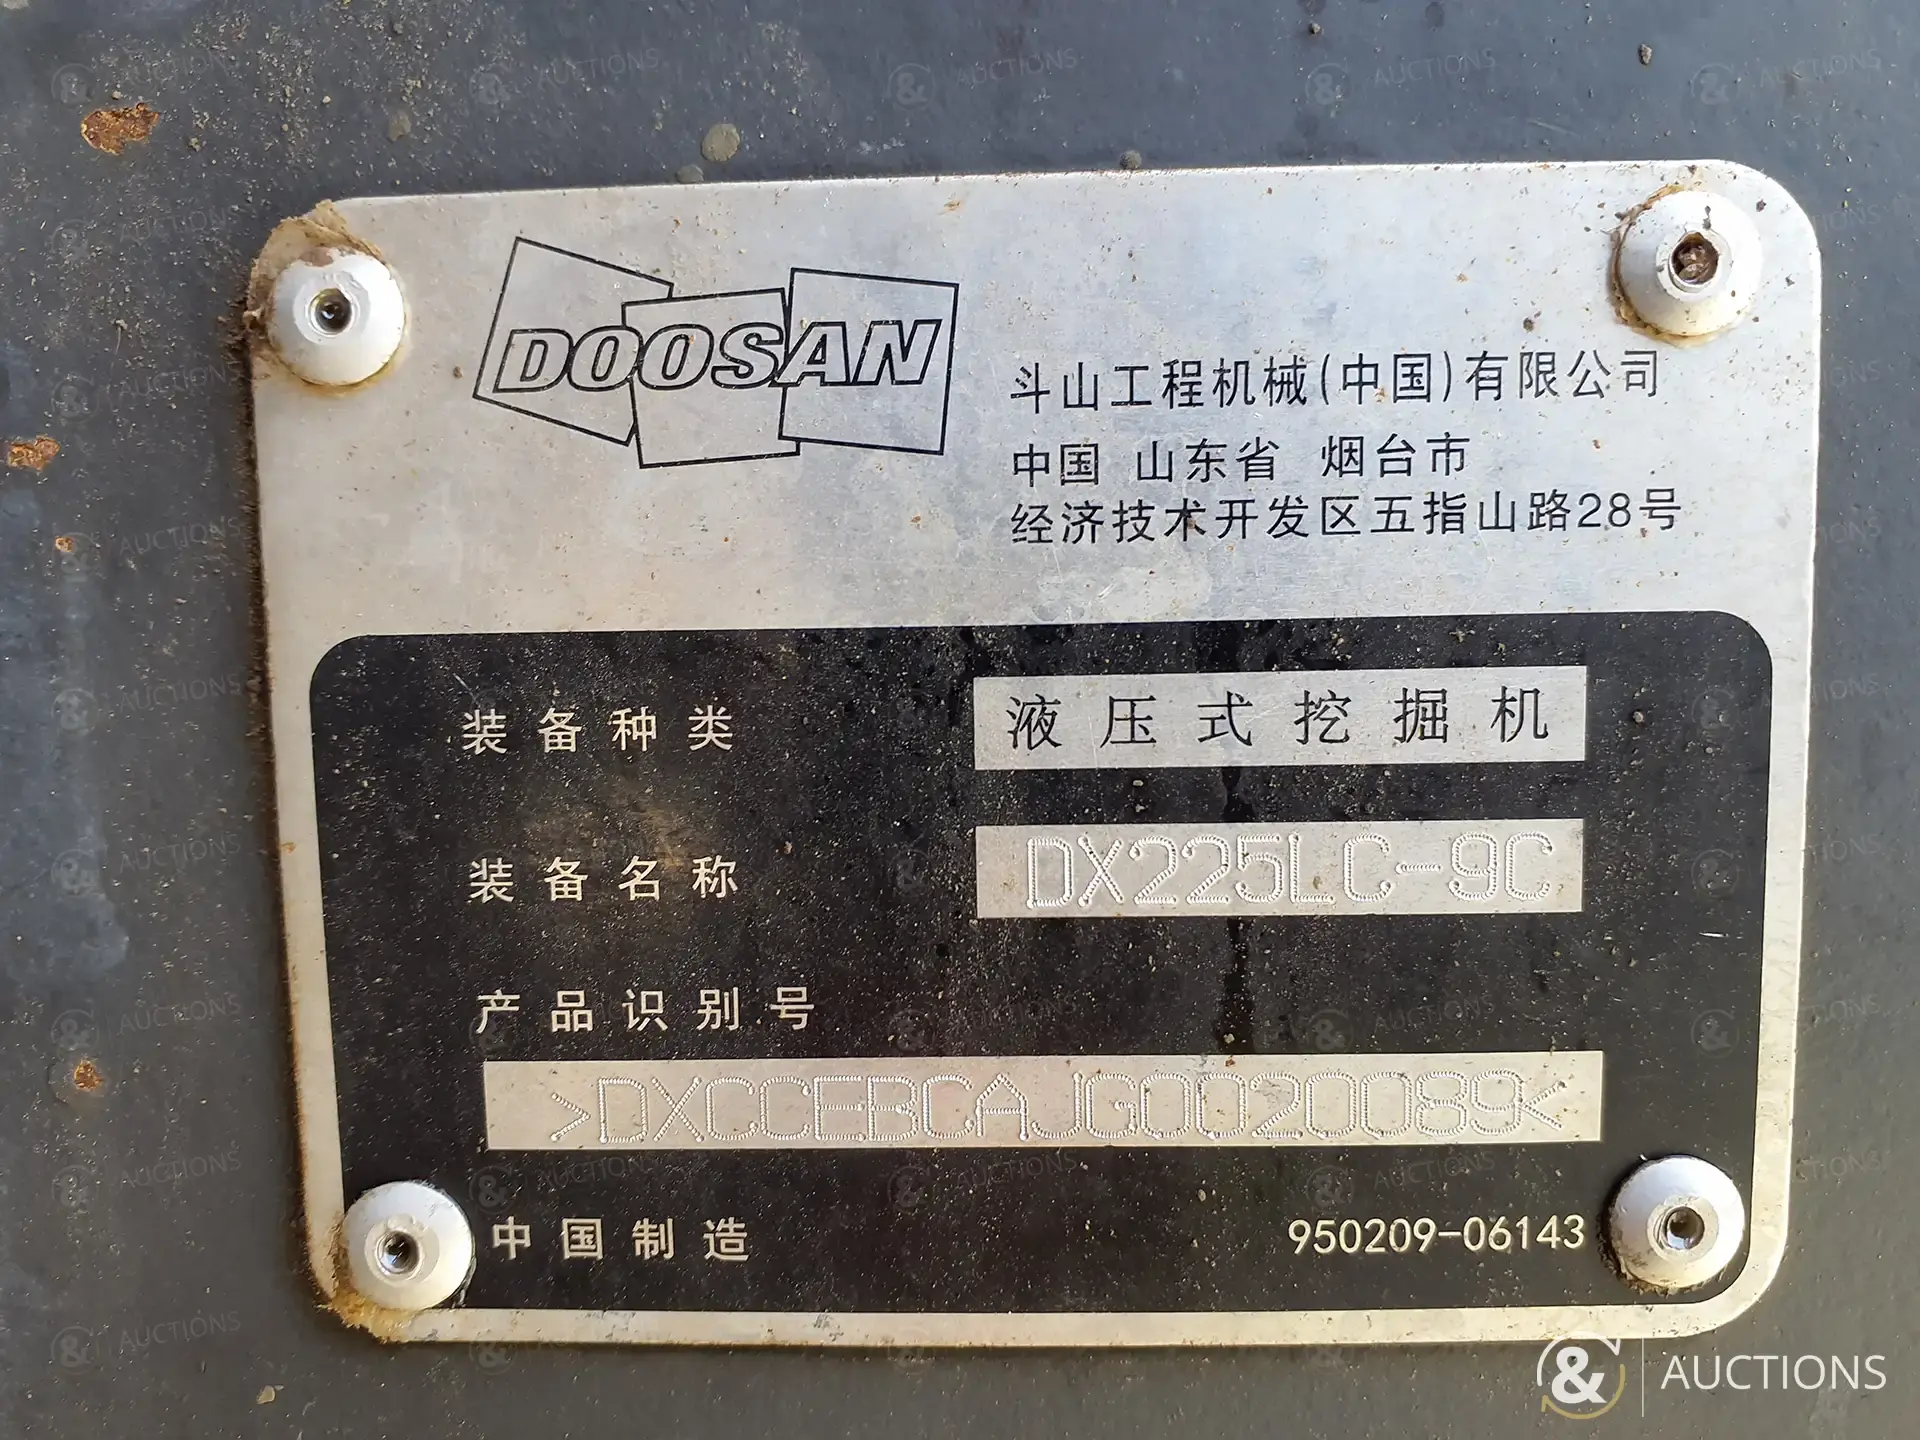 DOOSAN
斗山工程机械(中国)有限公司
中国 山东省 烟台市
经济技术开发区五指山路28号
装备种类 液压式挖掘机
装备名称 DX225LC-9C
产品识别号
>DXCCEBCAJG0020089<
中国制造 950209-06143
& AUCTIONS